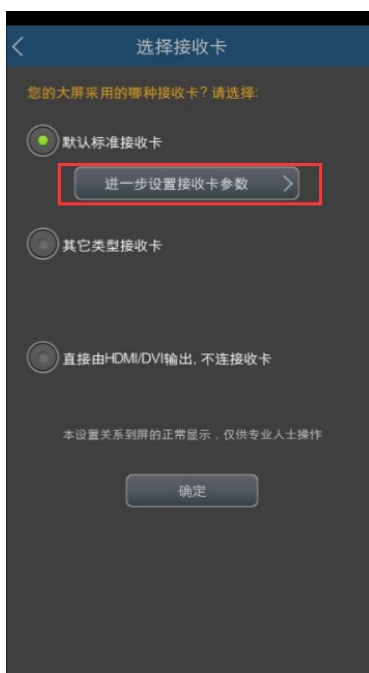 选择接收卡
您的大屏采用的哪种接收卡?请选择:
默认标准接收卡
进一步设置接收卡参数
其它类型接收卡
直接由HDMI/DVI输出, 不连接收卡
本设置关系到屏的正常显示，仅供专业人士操作
确定